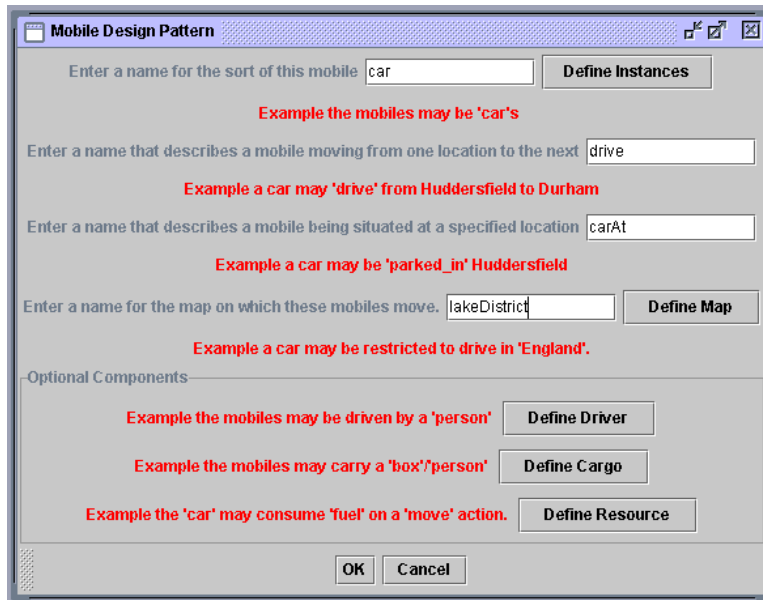 Mobile Design Pattern
Enter a name for the sort of this mobile car Define Instances
Example the mobiles may be 'car's
Enter a name that describes a mobile moving from one location to the next drive
Example a car may 'drive' from Huddersfield to Durham
Enter a name that describes a mobile being situated at a specified location carAt
Example a car may be 'parked_in' Huddersfield
Enter a name for the map on which these mobiles move. lakeDistrict Define Map
Example a car may be restricted to drive in 'England'.
Optional Components
Example the mobiles may be driven by a 'person' Define Driver
Example the mobiles may carry a 'box'/'person' Define Cargo
Example the 'car' may consume 'fuel' on a 'move' action. Define Resource
OK Cancel